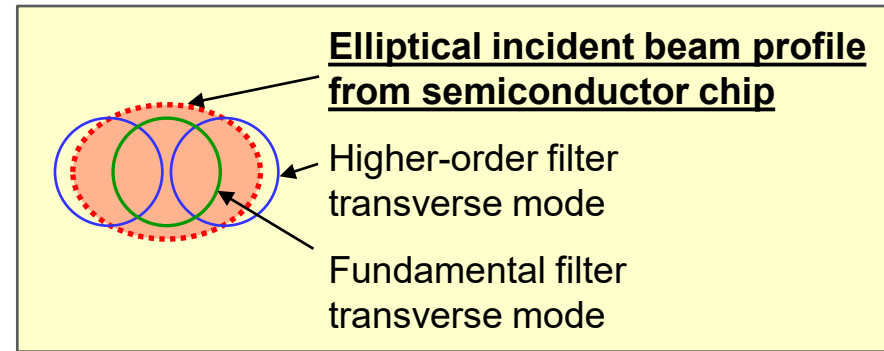 Elliptical incident beam profile
from semiconductor chip
Higher-order filter
transverse mode
Fundamental filter
transverse mode